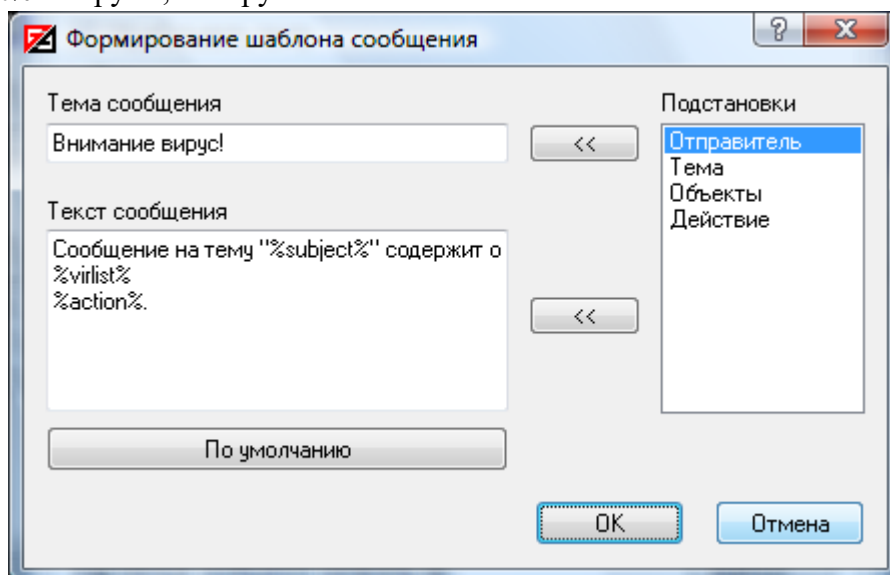 Формирование шаблона сообщения
Тема сообщения
Внимание вирус!
<<
Подстановки
Отправитель
Тема
Объекты
Действие
Текст сообщения
Сообщение на тему "%subject%" содержит о
%virlist%
%action%.
<<
По умолчанию
OK
Отмена